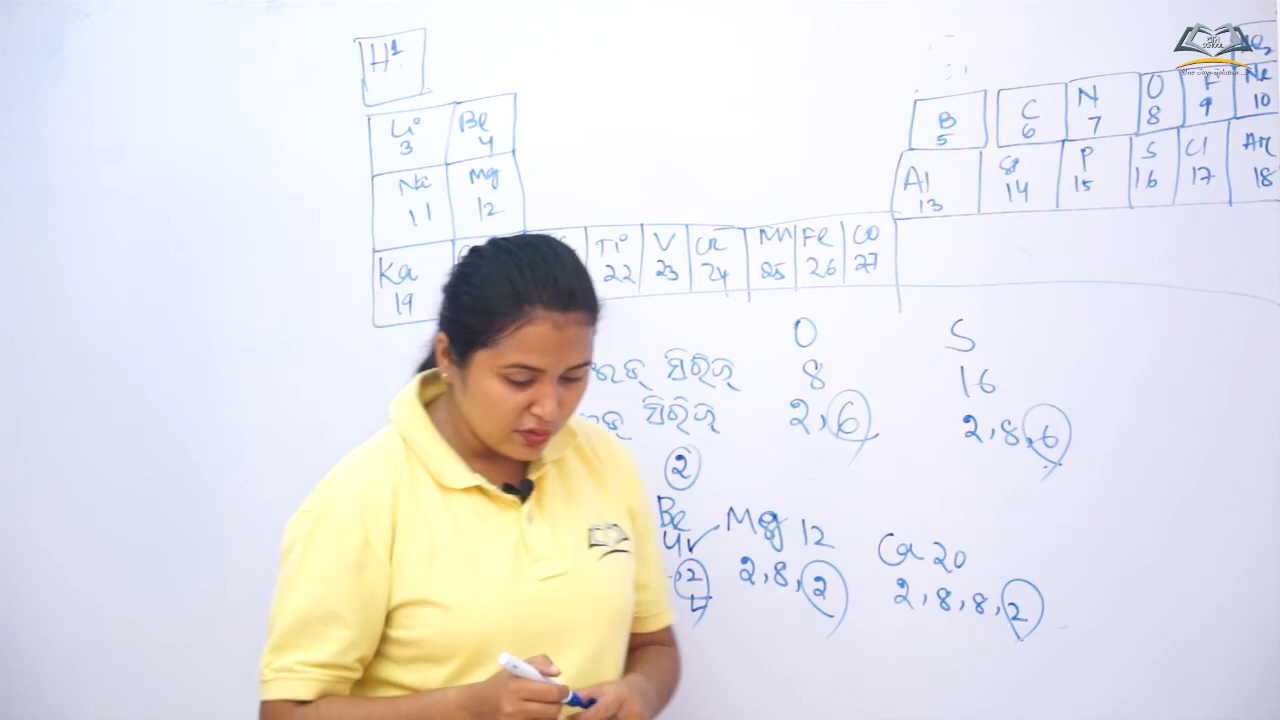 H1
Li Be B C N O F Ne
3 4 5 6 7 8 9 10
Na Mg Al Si P S Cl Ar
11 12 13 14 15 16 17 18
Ka Ti V Cr Mn Fe Co
19 22 23 24 25 26 27
O S
ସିରିଜ୍ 8 16
ସିରିଜ୍ 2,6 2,8,6
2
Be Mg 12 Ca 20
4
,2 2,8,2 2,8,8,2